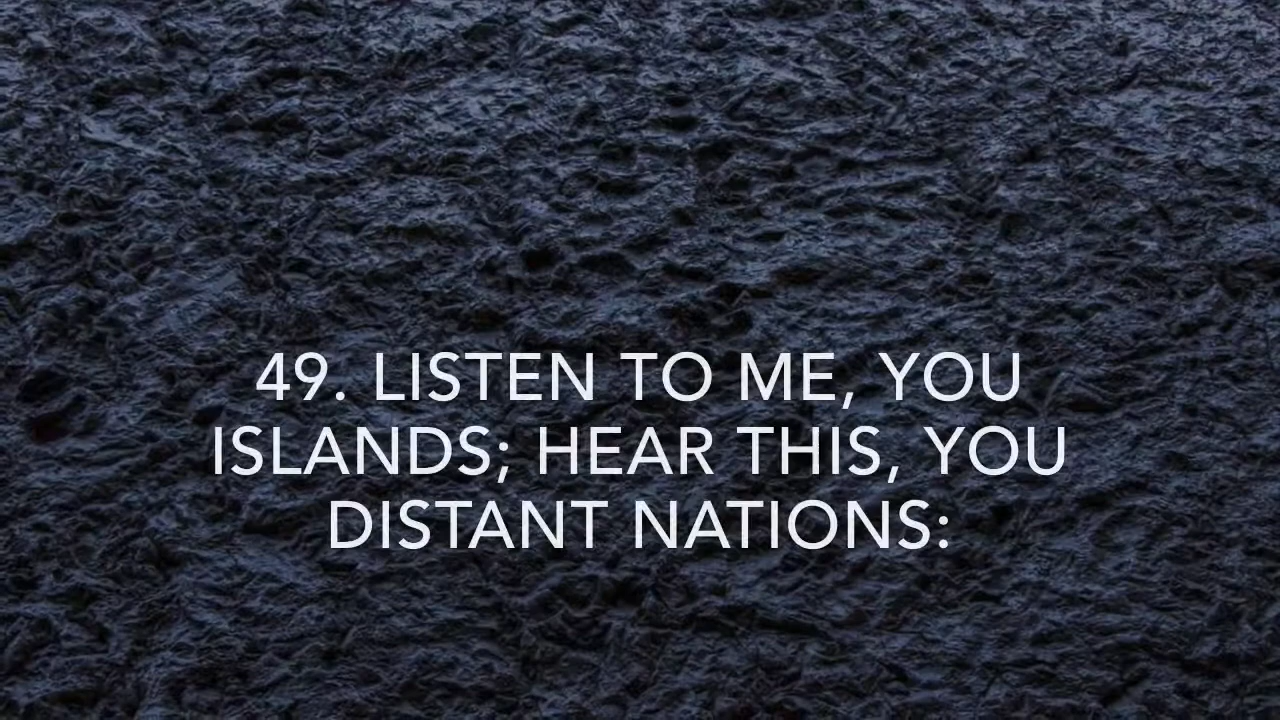 49. LISTEN TO ME, YOU
ISLANDS; HEAR THIS, YOU
DISTANT NATIONS: